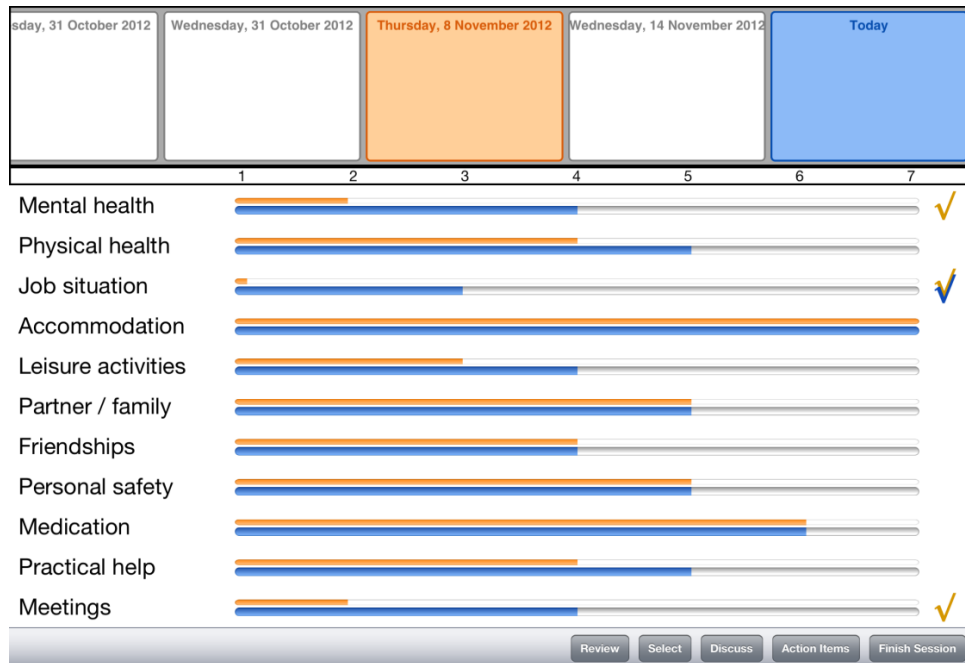 sday, 31 October 2012 Wednesday, 31 October 2012 Thursday, 8 November 2012 Wednesday, 14 November 2012 Today
1 2 3 4 5 6 7
Mental health
Physical health
Job situation
Accommodation
Leisure activities
Partner / family
Friendships
Personal safety
Medication
Practical help
Meetings
Review Select Discuss Action Items Finish Session